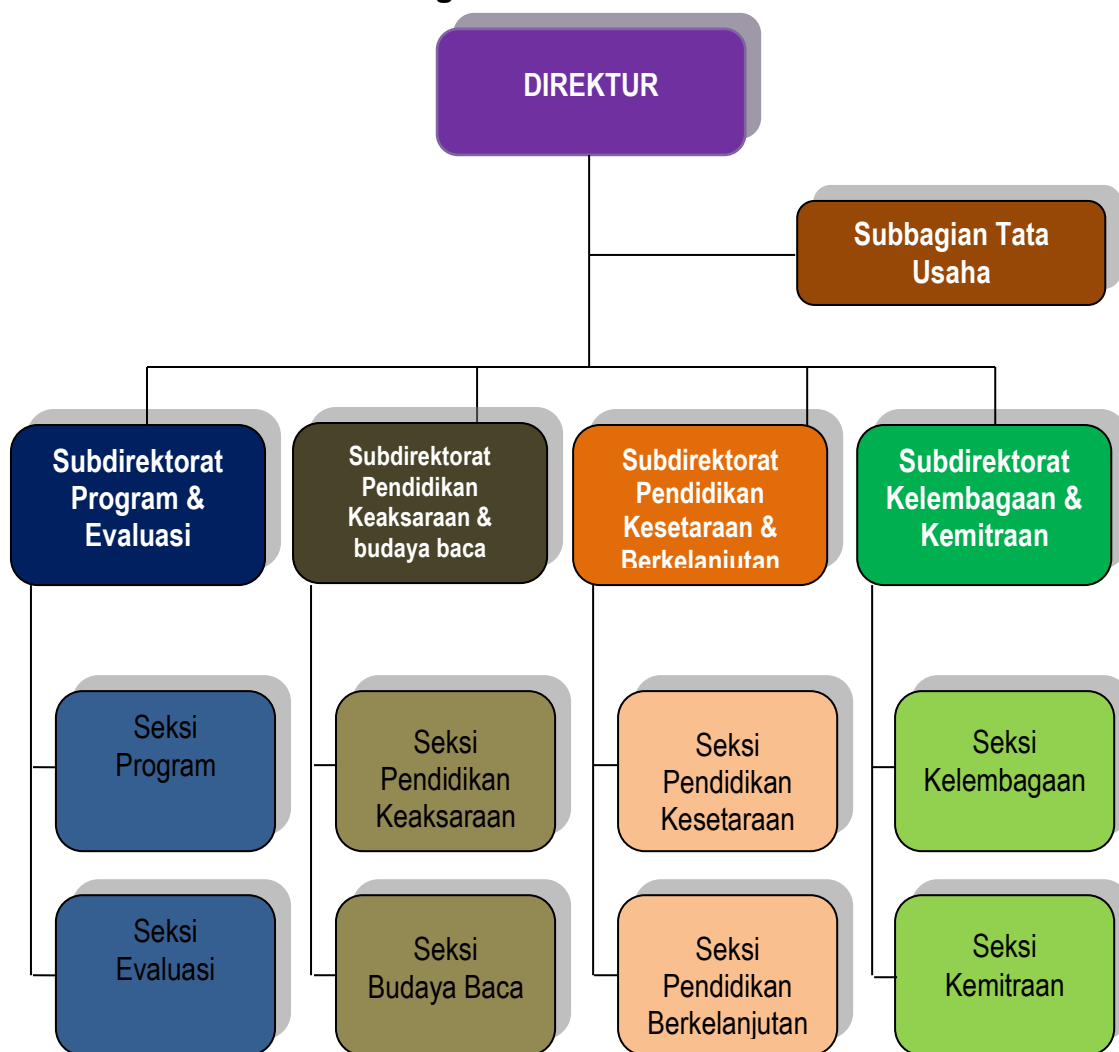 DIREKTUR
Subbagian Tata
Usaha
Subdirektorat
Program &
Evaluasi
Subdirektorat
Pendidikan
Keaksaraan &
budaya baca
Subdirektorat
Pendidikan
Kesetaraan &
Berkelanjutan
Subdirektorat
Kelembagaan &
Kemitraan
Seksi
Program
Seksi
Pendidikan
Keaksaraan
Seksi
Pendidikan
Kesetaraan
Seksi
Kelembagaan
Seksi
Evaluasi
Seksi
Budaya Baca
Seksi
Pendidikan
Berkelanjutan
Seksi
Kemitraan